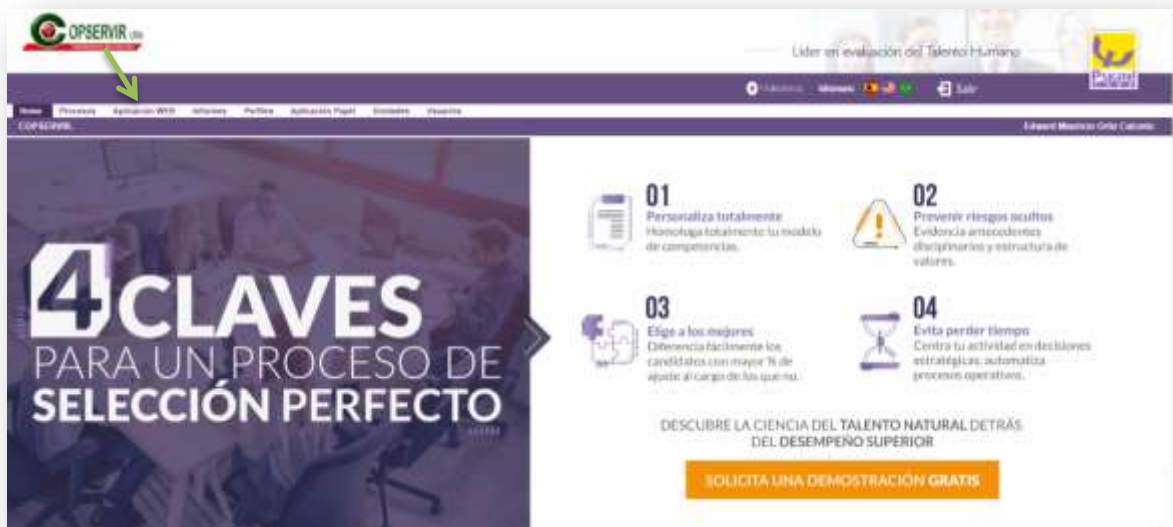 OPSERVIR Ltda
Líder en evaluación del Talento Humano
Idiomas:
Salir
Home Procesos Aplicación WEB Informes Perfiles Aplicación Papel Unidades Usuarios
COPSERVIR.
4 CLAVES
PARA UN PROCESO DE
SELECCIÓN PERFECTO
01
Personaliza totalmente
Homologa totalmente tu modelo
de competencias.
02
Prevenir riesgos ocultos
Evidencia antecedentes
disciplinarios y estructura de
valores.
03
Elige a los mejores
Diferencia fácilmente los
candidatos con mayor % de
ajuste al cargo de los que no.
04
Evita perder tiempo
Centra tu actividad en decisiones
estratégicas; automatiza
procesos operativos.
DESCUBRE LA CIENCIA DEL TALENTO NATURAL DETRÁS
DEL DESEMPEÑO SUPERIOR
SOLICITA UNA DEMOSTRACIÓN GRATIS